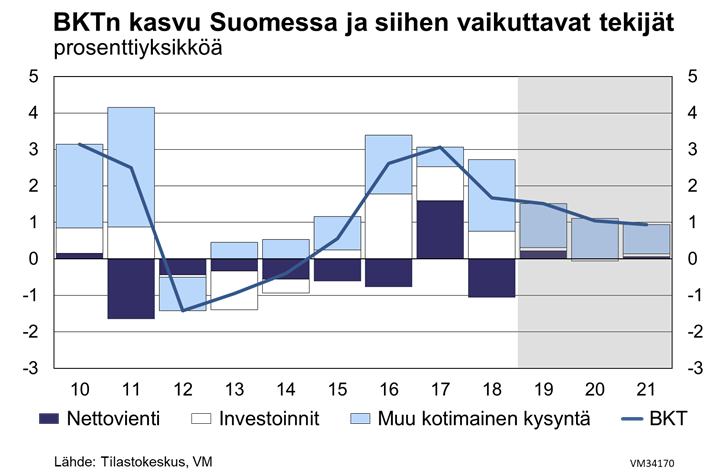 BKTn kasvu Suomessa ja siihen vaikuttavat tekijät
prosenttiyksikköä
5 5
4 4
3 3
2 2
1 1
0 0
-1 -1
-2 -2
-3 -3
10 11 12 13 14 15 16 17 18 19 20 21
Nettovienti Investoinnit Muu kotimainen kysyntä BKT
Lähde: Tilastokeskus, VM VM34170